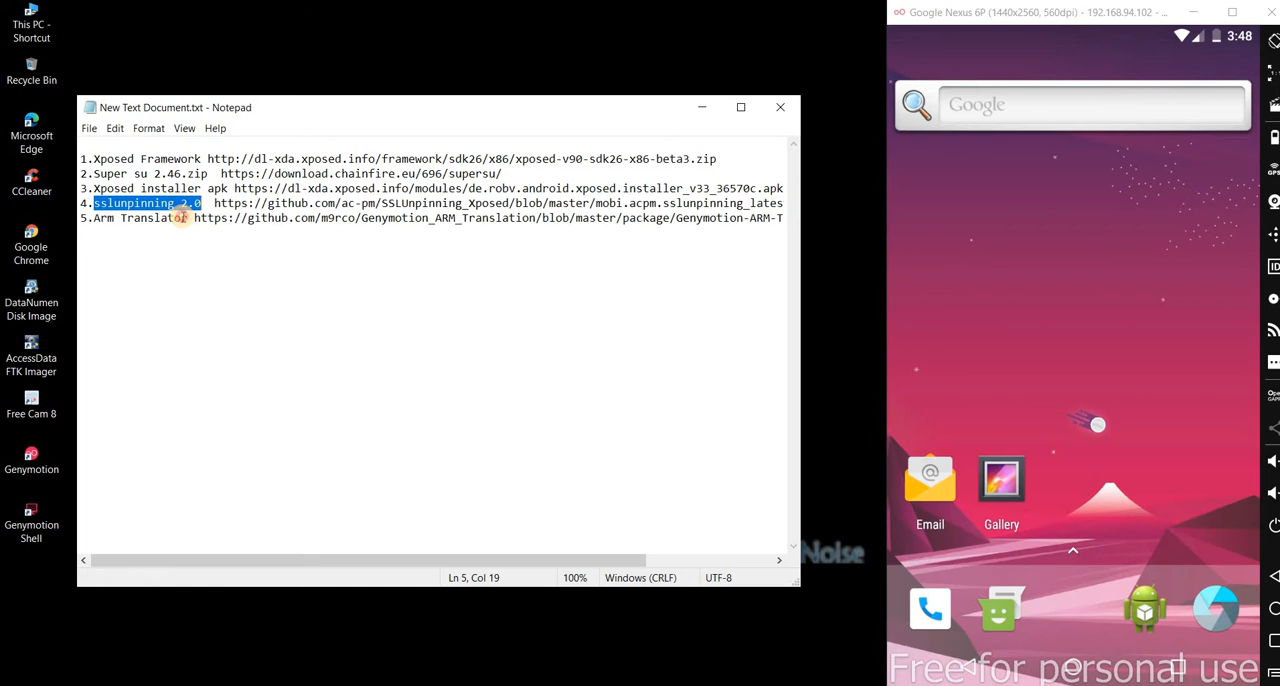 This PC - Shortcut
Recycle Bin
Microsoft Edge
CCleaner
Google Chrome
DataNumen Disk Image
AccessData FTK Imager
Free Cam 8
Genymotion
Genymotion Shell
New Text Document.txt - Notepad
File Edit Format View Help
1.Xposed Framework http://dl-xda.xposed.info/framework/sdk26/x86/xposed-v90-sdk26-x86-beta3.zip
2.Super su 2.46.zip https://download.chainfire.eu/696/supersu/
3.Xposed installer apk https://dl-xda.xposed.info/modules/de.robv.android.xposed.installer_v33_36570c.apk
4.sslunpinning 2.0 https://github.com/ac-pm/SSLUnpinning_Xposed/blob/master/mobi.acpm.sslunpinning_lates
5.Arm Translator https://github.com/m9rco/Genymotion_ARM_Translation/blob/master/package/Genymotion-ARM-T
Ln 5, Col 19 100% Windows (CRLF) UTF-8
Noise
Google Nexus 6P (1440x2560, 560dpi) - 192.168.94.102 - ...
3:48
Google
Email
Gallery
Free for personal use
1:1
GPS
ID